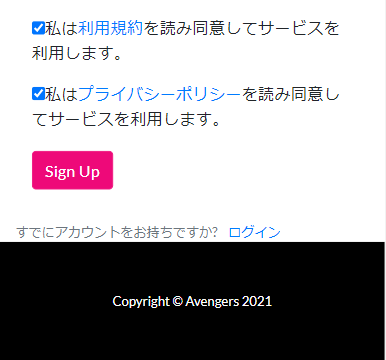 私は利用規約を読み同意してサービスを
利用します。
私はプライバシーポリシーを読み同意し
てサービスを利用します。
Sign Up
すでにアカウントをお持ちですか? ログイン
Copyright © Avengers 2021